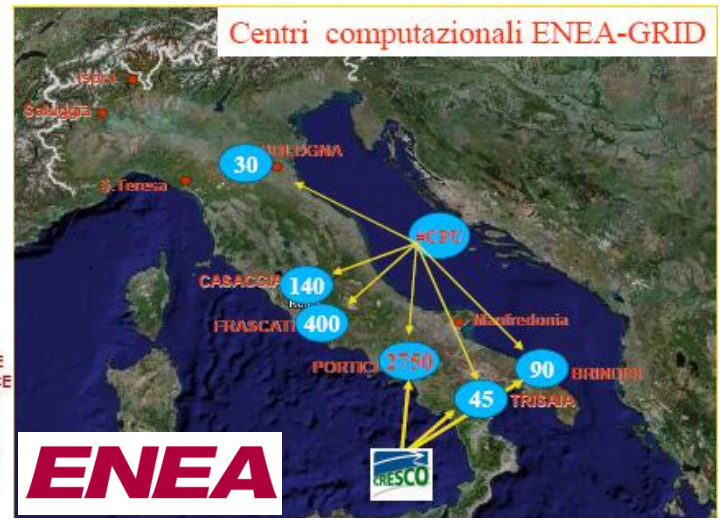 Centri computazionali ENEA-GRID
Ispra
Saluggia
BOLOGNA
30
S.Teresa
#CPU
CASACCIA
140
FRASCATI
400
Manfredonia
PORTICI
2750
90
BRINDISI
45
TRISAIA
CRESCO
ENEA